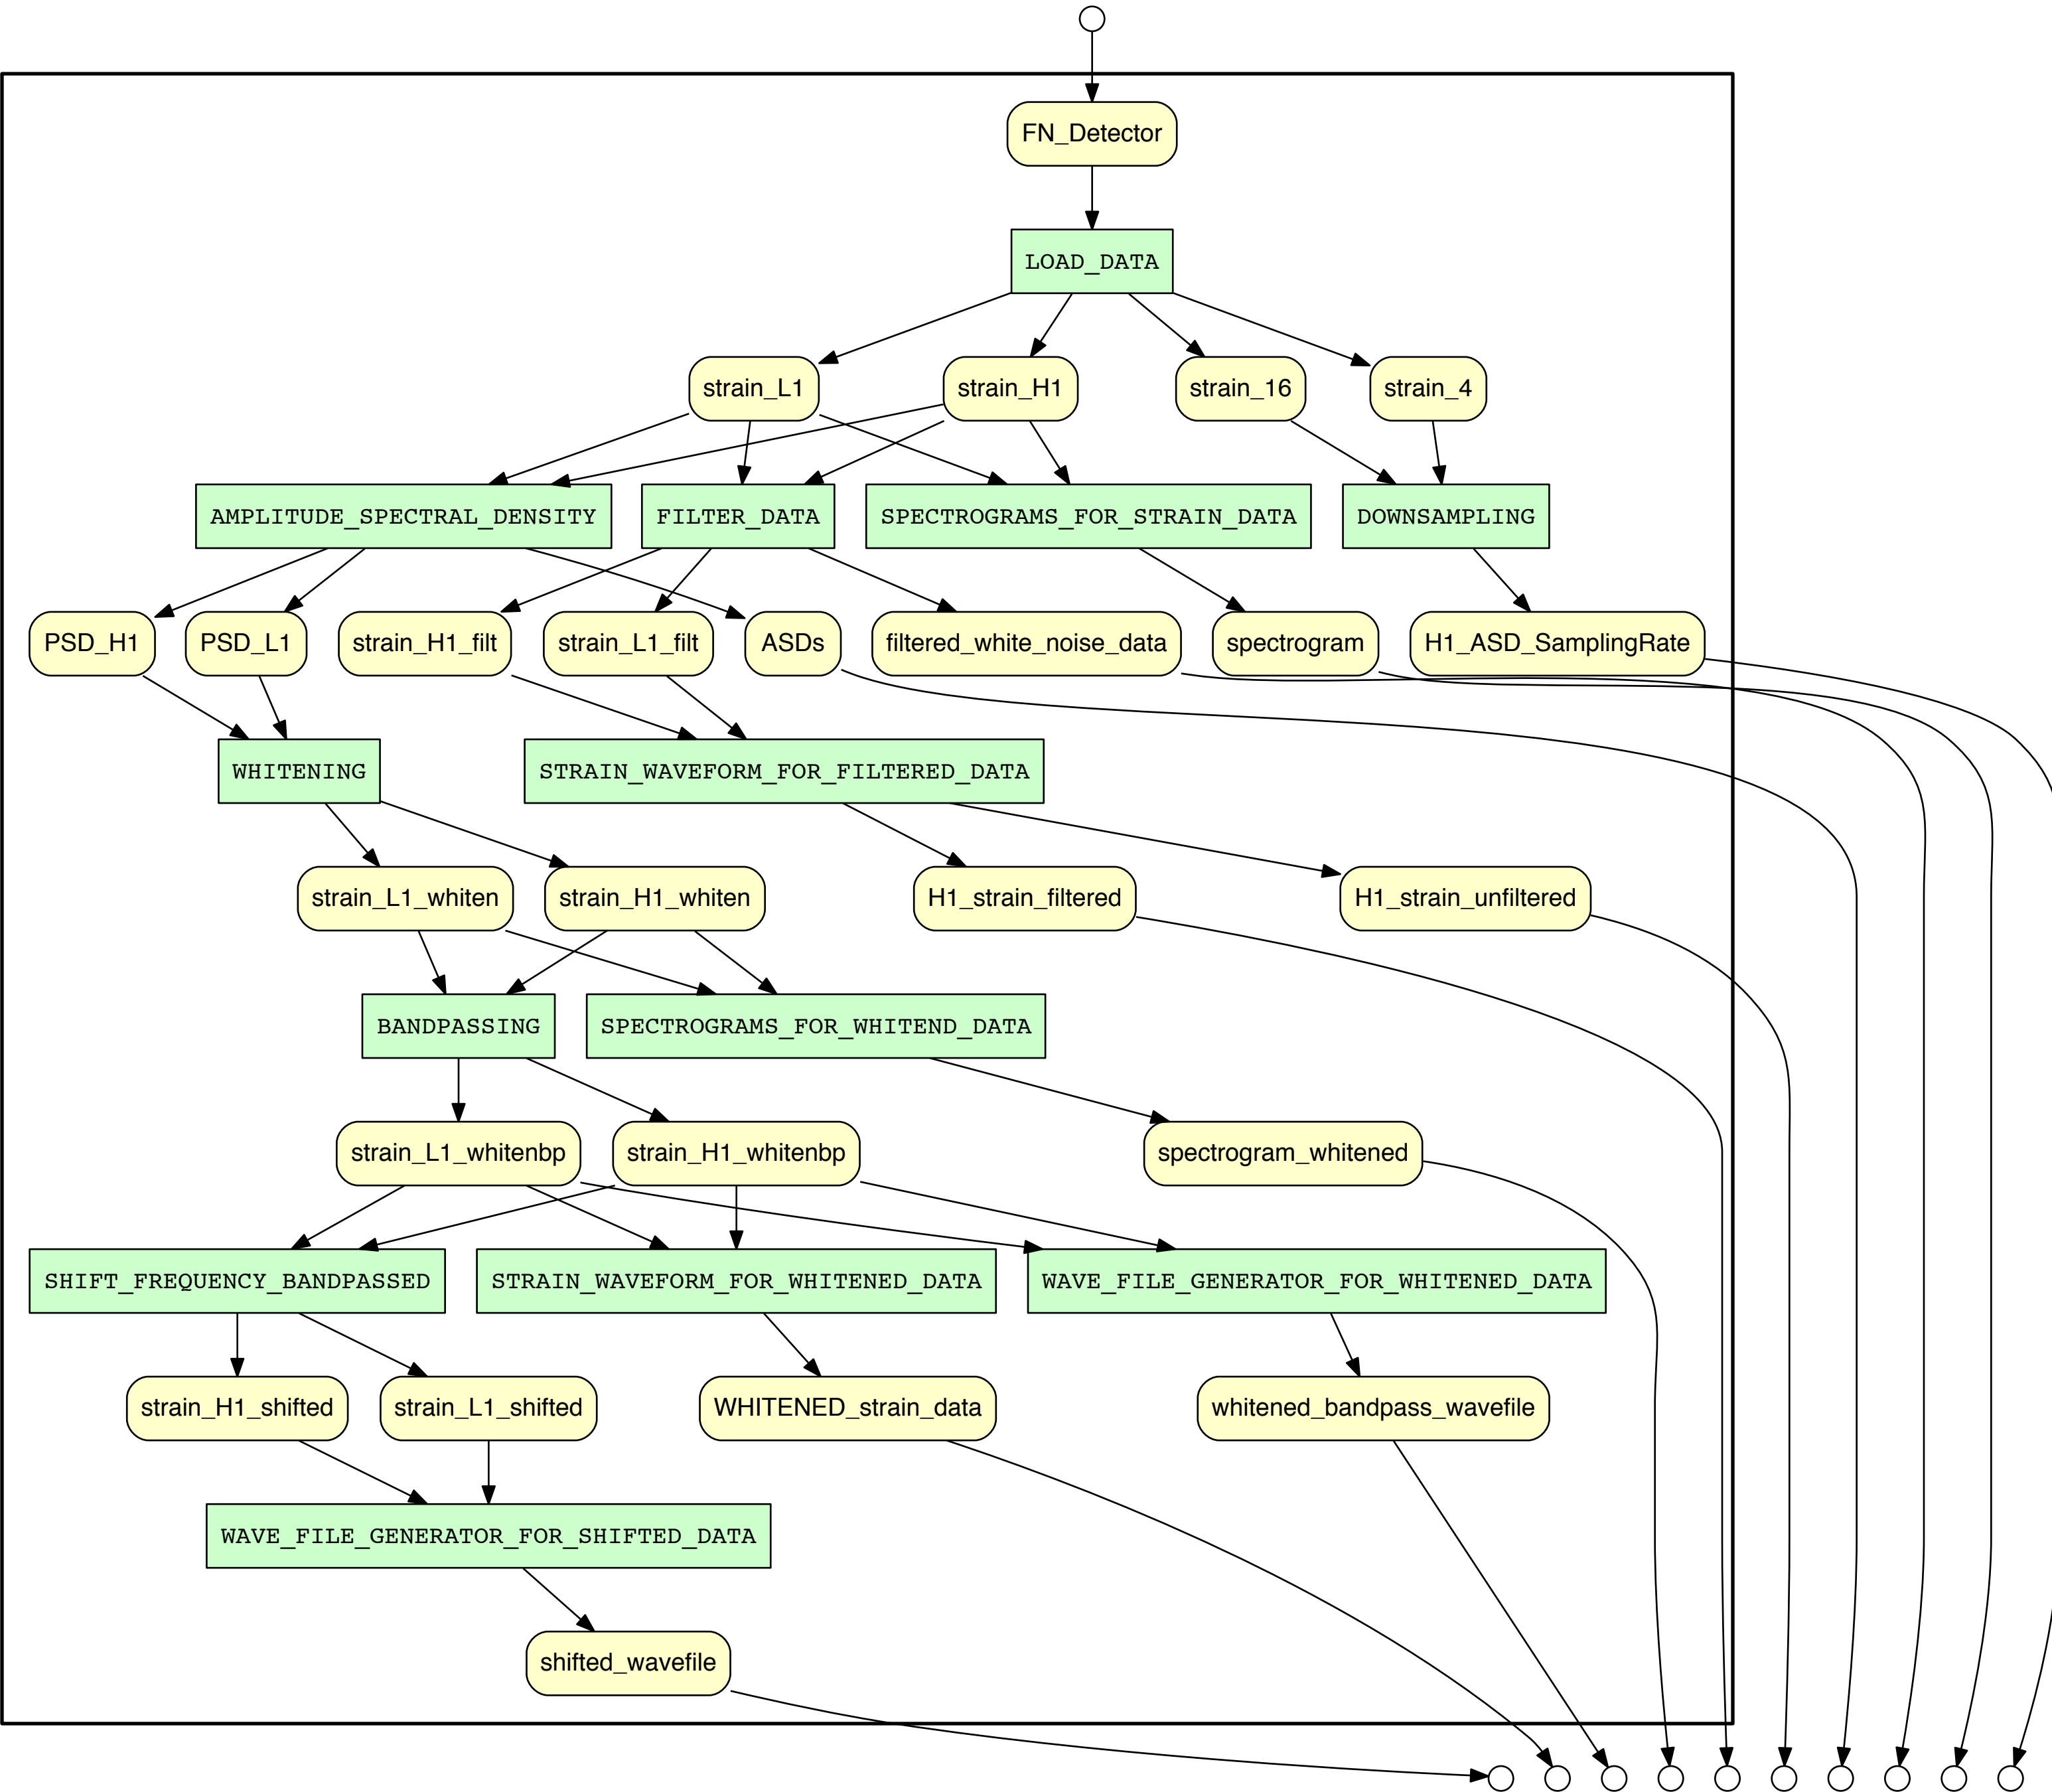 FN_Detector
LOAD_DATA
strain_L1
strain_H1
strain_16
strain_4
AMPLITUDE_SPECTRAL_DENSITY
FILTER_DATA
SPECTROGRAMS_FOR_STRAIN_DATA
DOWNSAMPLING
PSD_H1
PSD_L1
strain_H1_filt
strain_L1_filt
ASDs
filtered_white_noise_data
spectrogram
H1_ASD_SamplingRate
WHITENING
STRAIN_WAVEFORM_FOR_FILTERED_DATA
strain_L1_whiten
strain_H1_whiten
H1_strain_filtered
H1_strain_unfiltered
BANDPASSING
SPECTROGRAMS_FOR_WHITEND_DATA
strain_L1_whitenbp
strain_H1_whitenbp
spectrogram_whitened
SHIFT_FREQUENCY_BANDPASSED
STRAIN_WAVEFORM_FOR_WHITENED_DATA
WAVE_FILE_GENERATOR_FOR_WHITENED_DATA
strain_H1_shifted
strain_L1_shifted
WHITENED_strain_data
whitened_bandpass_wavefile
WAVE_FILE_GENERATOR_FOR_SHIFTED_DATA
shifted_wavefile